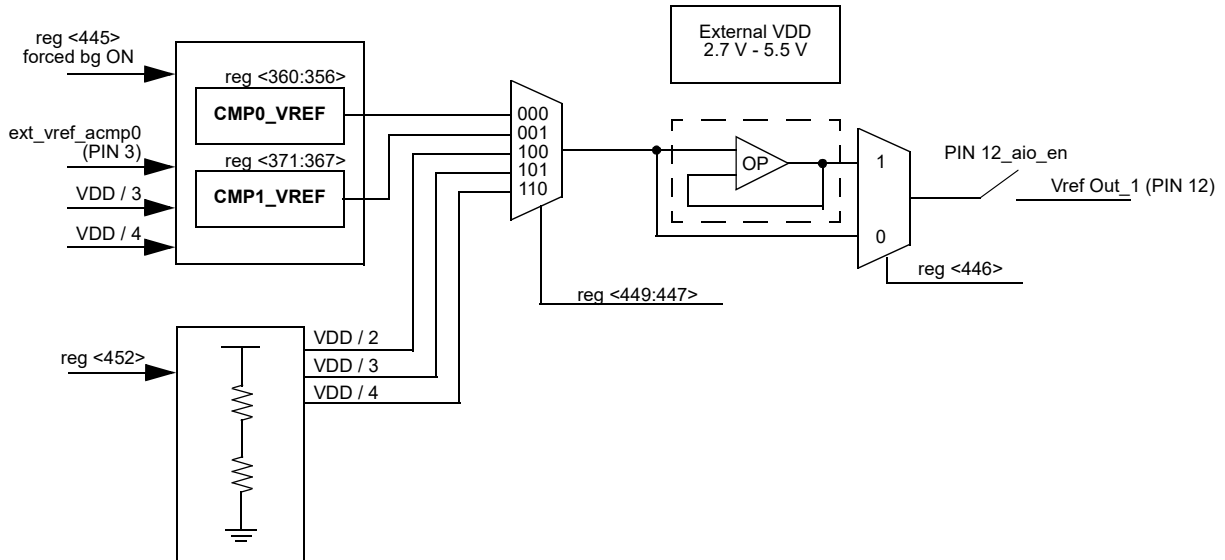 reg <445>
forced bg ON
ext_vref_acmp0
(PIN 3)
VDD / 3
VDD / 4
reg <360:356>
CMP0_VREF
reg <371:367>
CMP1_VREF
000
001
100
101
110
External VDD
2.7 V - 5.5 V
OP
1
0
PIN 12_aio_en
Vref Out_1 (PIN 12)
reg <446>
reg <449:447>
reg <452>
VDD / 2
VDD / 3
VDD / 4